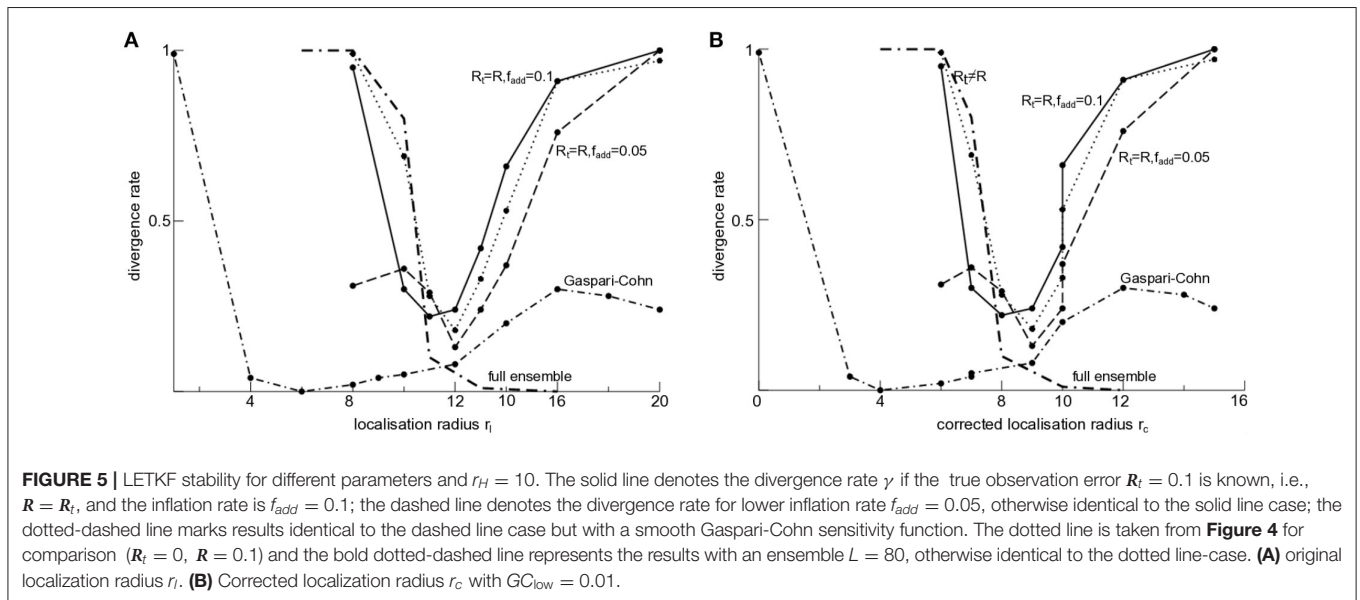 A
B
1
R_t=R,f_add=0.1
R_t=R,f_add=0.05
0.5
divergence rate
Gaspari-Cohn
full ensemble
4 8 12 10 16 20
localisation radius r_l
1
R_t≠R
R_t=R,f_add=0.1
R_t=R,f_add=0.05
0.5
divergence rate
Gaspari-Cohn
full ensemble
0 4 8 10 12 16
corrected localisation radius r_c
FIGURE 5 | LETKF stability for different parameters and r_H = 10. The solid line denotes the divergence rate γ if the true observation error R_t = 0.1 is known, i.e.,
R = R_t, and the inflation rate is f_add = 0.1; the dashed line denotes the divergence rate for lower inflation rate f_add = 0.05, otherwise identical to the solid line case; the
dotted-dashed line marks results identical to the dashed line case but with a smooth Gaspari-Cohn sensitivity function. The dotted line is taken from Figure 4 for
comparison (R_t = 0, R = 0.1) and the bold dotted-dashed line represents the results with an ensemble L = 80, otherwise identical to the dotted line-case. (A) original
localization radius r_l. (B) Corrected localization radius r_c with GC_low = 0.01.